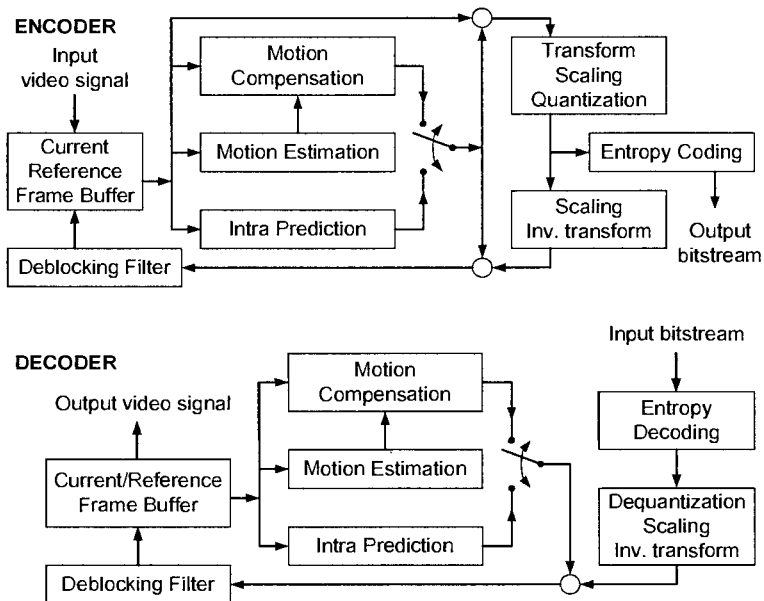 ENCODER
Input
video signal
Motion
Compensation
Transform
Scaling
Quantization
Current
Reference
Frame Buffer
Motion Estimation
Entropy Coding
Intra Prediction
Scaling
Inv. transform
Output
bitstream
Deblocking Filter
DECODER
Input bitstream
Output video signal
Motion
Compensation
Entropy
Decoding
Current/Reference
Frame Buffer
Motion Estimation
Dequantization
Scaling
Inv. transform
Intra Prediction
Deblocking Filter